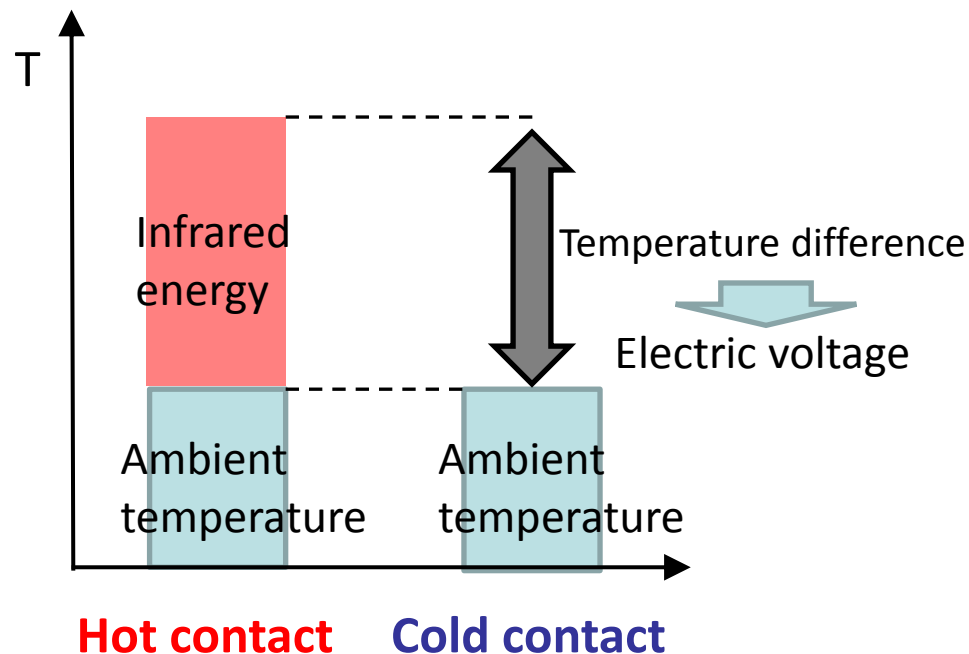 T
Infrared
energy
Temperature difference
Electric voltage
Ambient
temperature
Ambient
temperature
Hot contact
Cold contact